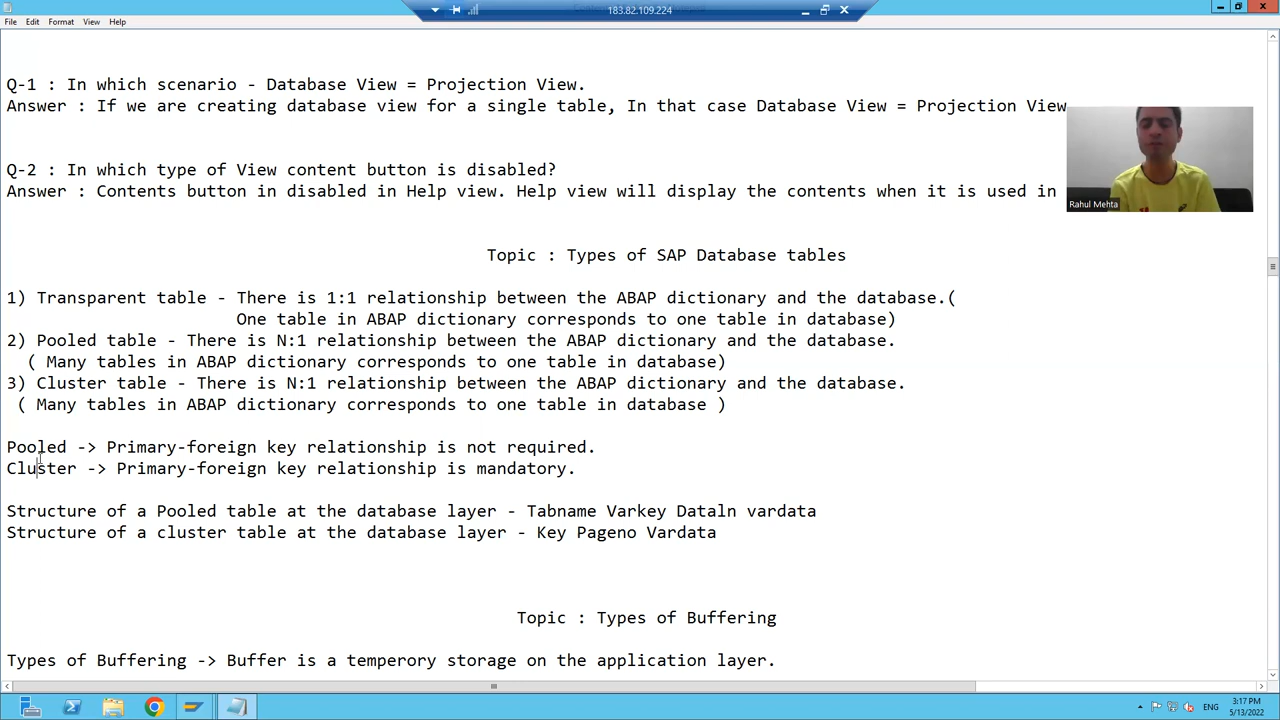 183.82.109.224
File Edit Format View Help
Q-1 : In which scenario - Database View = Projection View.
Answer : If we are creating database view for a single table, In that case Database View = Projection View
Q-2 : In which type of View content button is disabled?
Answer : Contents button in disabled in Help view. Help view will display the contents when it is used in
Rahul Mehta
Topic : Types of SAP Database tables
1) Transparent table - There is 1:1 relationship between the ABAP dictionary and the database.(
One table in ABAP dictionary corresponds to one table in database)
2) Pooled table - There is N:1 relationship between the ABAP dictionary and the database.
( Many tables in ABAP dictionary corresponds to one table in database)
3) Cluster table - There is N:1 relationship between the ABAP dictionary and the database.
( Many tables in ABAP dictionary corresponds to one table in database )
Pooled -> Primary-foreign key relationship is not required.
Cluster -> Primary-foreign key relationship is mandatory.
Structure of a Pooled table at the database layer - Tabname Varkey Dataln vardata
Structure of a cluster table at the database layer - Key Pageno Vardata
Topic : Types of Buffering
Types of Buffering -> Buffer is a temperory storage on the application layer.
ENG
3:17 PM
5/13/2022